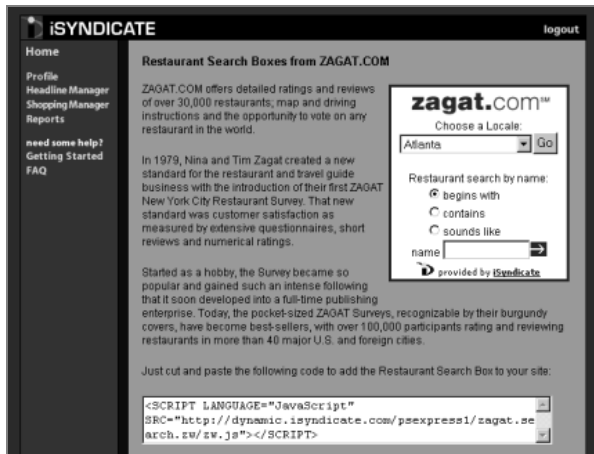 iSYNDICATE
logout
Home
Profile
Headline Manager
Shopping Manager
Reports
need some help?
Getting Started
FAQ
Restaurant Search Boxes from ZAGAT.COM
ZAGAT.COM offers detailed ratings and reviews
of over 30,000 restaurants; map and driving
instructions and the opportunity to vote on any
restaurant in the world.
In 1979, Nina and Tim Zagat created a new
standard for the restaurant and travel guide
business with the introduction of their first ZAGAT
New York City Restaurant Survey. That new
standard was customer satisfaction as
measured by extensive questionnaires, short
reviews and numerical ratings.
Started as a hobby, the Survey became so
popular and gained such an intense following
that it soon developed into a full-time publishing
enterprise. Today, the pocket-sized ZAGAT Surveys, recognizable by their burgundy
covers, have become best-sellers, with over 100,000 participants rating and reviewing
restaurants in more than 40 major U.S. and foreign cities.
zagat.com℠
Choose a Locale:
Atlanta
Go
Restaurant search by name:
begins with
contains
sounds like
name
provided by iSyndicate
Just cut and paste the following code to add the Restaurant Search Box to your site:
<SCRIPT LANGUAGE="JavaScript"
SRC="http://dynamic.isyndicate.com/psexpress1/zagat.se
arch.zw/zw.js"></SCRIPT>